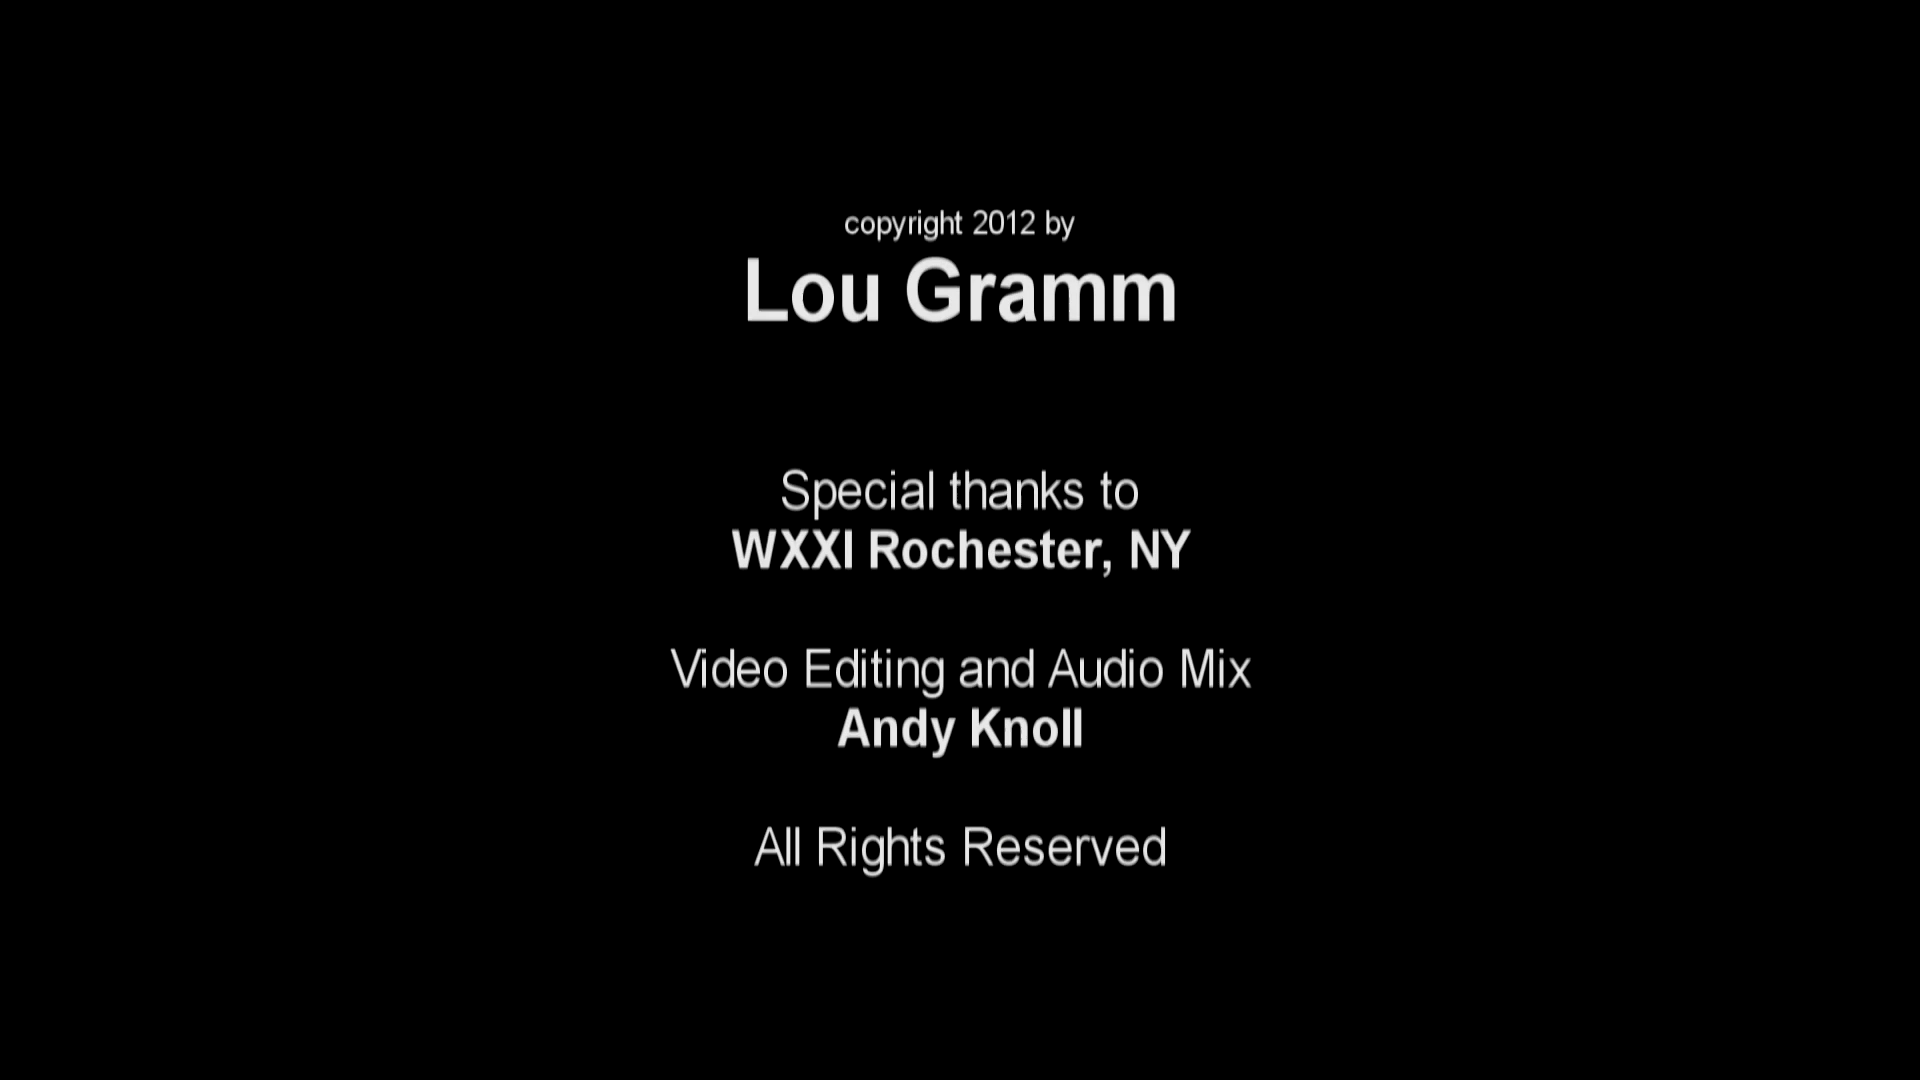 copyright 2012 by
Lou Gramm
Special thanks to
WXXI Rochester, NY
Video Editing and Audio Mix
Andy Knoll
All Rights Reserved